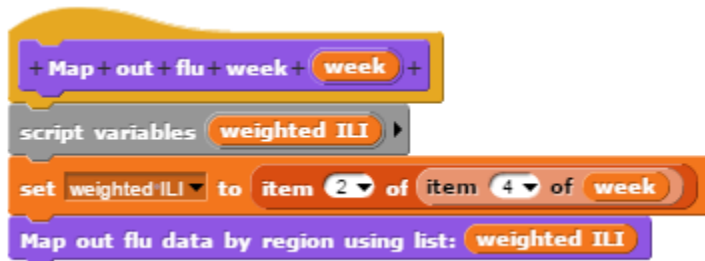 +Map+out+flu+week+ week +
script variables weighted ILI
set weighted ILI to item 2 of item 4 of week
Map out flu data by region using list: weighted ILI